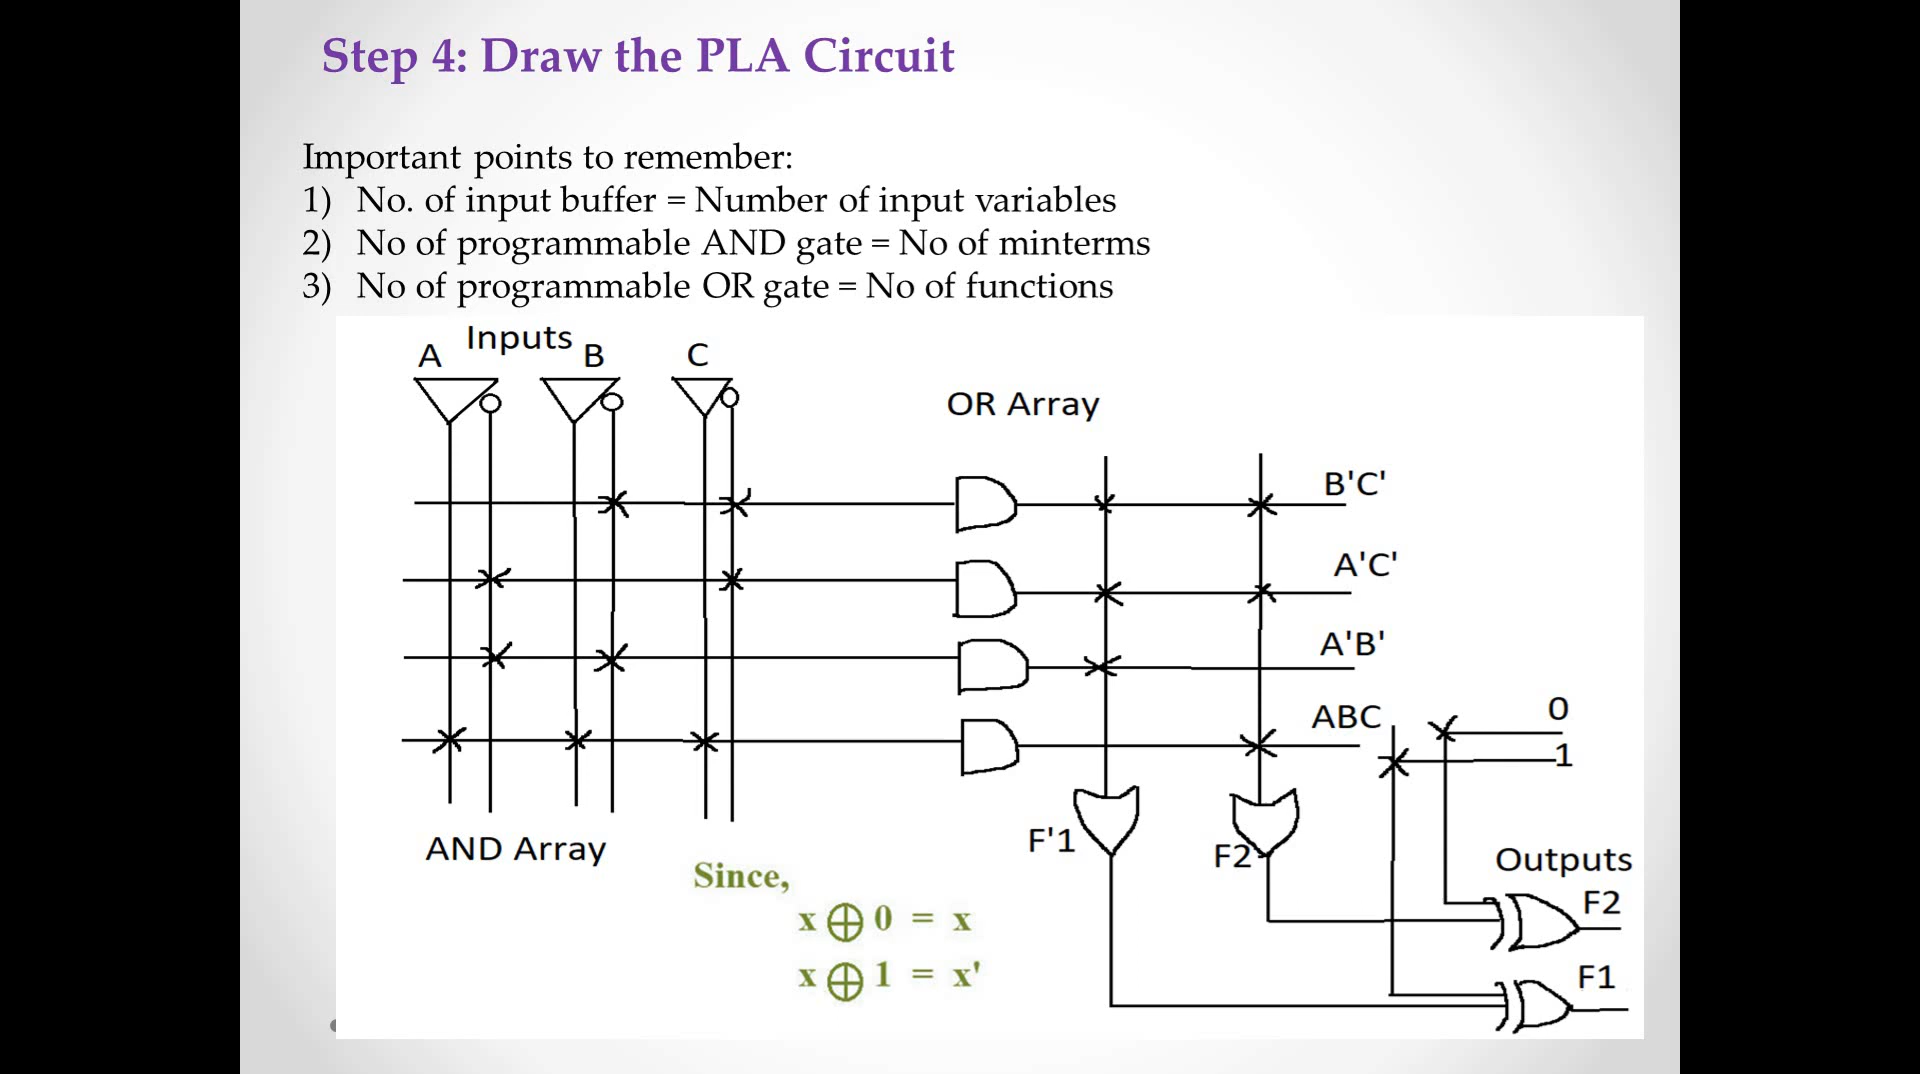 Step 4: Draw the PLA Circuit
Important points to remember:
1) No. of input buffer = Number of input variables
2) No of programmable AND gate = No of minterms
3) No of programmable OR gate = No of functions
Inputs
A B C
OR Array
B'C'
A'C'
A'B'
ABC
0
1
F'1
F2
AND Array
Outputs
F2
F1
Since,
x ⊕ 0 = x
x ⊕ 1 = x'